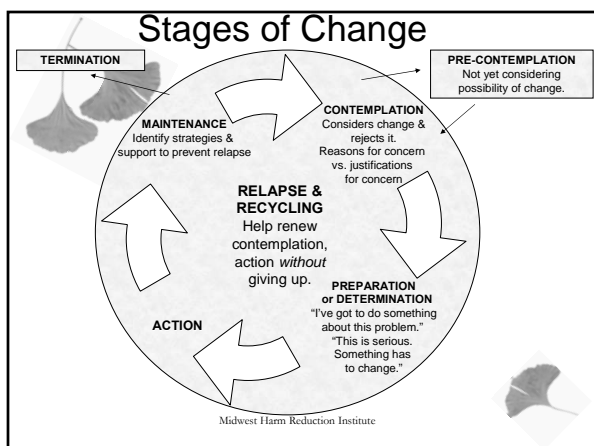 Stages of Change
TERMINATION
PRE-CONTEMPLATION
Not yet considering
possibility of change.
MAINTENANCE
Identify strategies &
support to prevent relapse
CONTEMPLATION
Considers change &
rejects it.
Reasons for concern
vs. justifications
for concern
RELAPSE &
RECYCLING
Help renew
contemplation,
action without
giving up.
PREPARATION
or DETERMINATION
“I’ve got to do something
about this problem.”
“This is serious.
Something has
to change.”
ACTION
Midwest Harm Reduction Institute